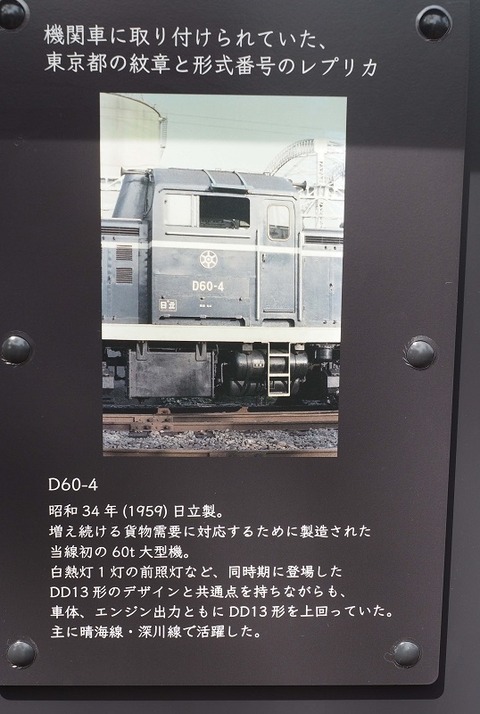 機関車に取り付けられていた、
東京都の紋章と形式番号のレプリカ
D60-4
日立
D60-4
昭和 34 年 (1959) 日立製。
増え続ける貨物需要に対応するために製造された
当線初の 60t 大型機。
白熱灯 1 灯の前照灯など、同時期に登場した
DD13 形のデザインと共通点を持ちながらも、
車体、エンジン出力ともに DD13 形を上回っていた。
主に晴海線・深川線で活躍した。